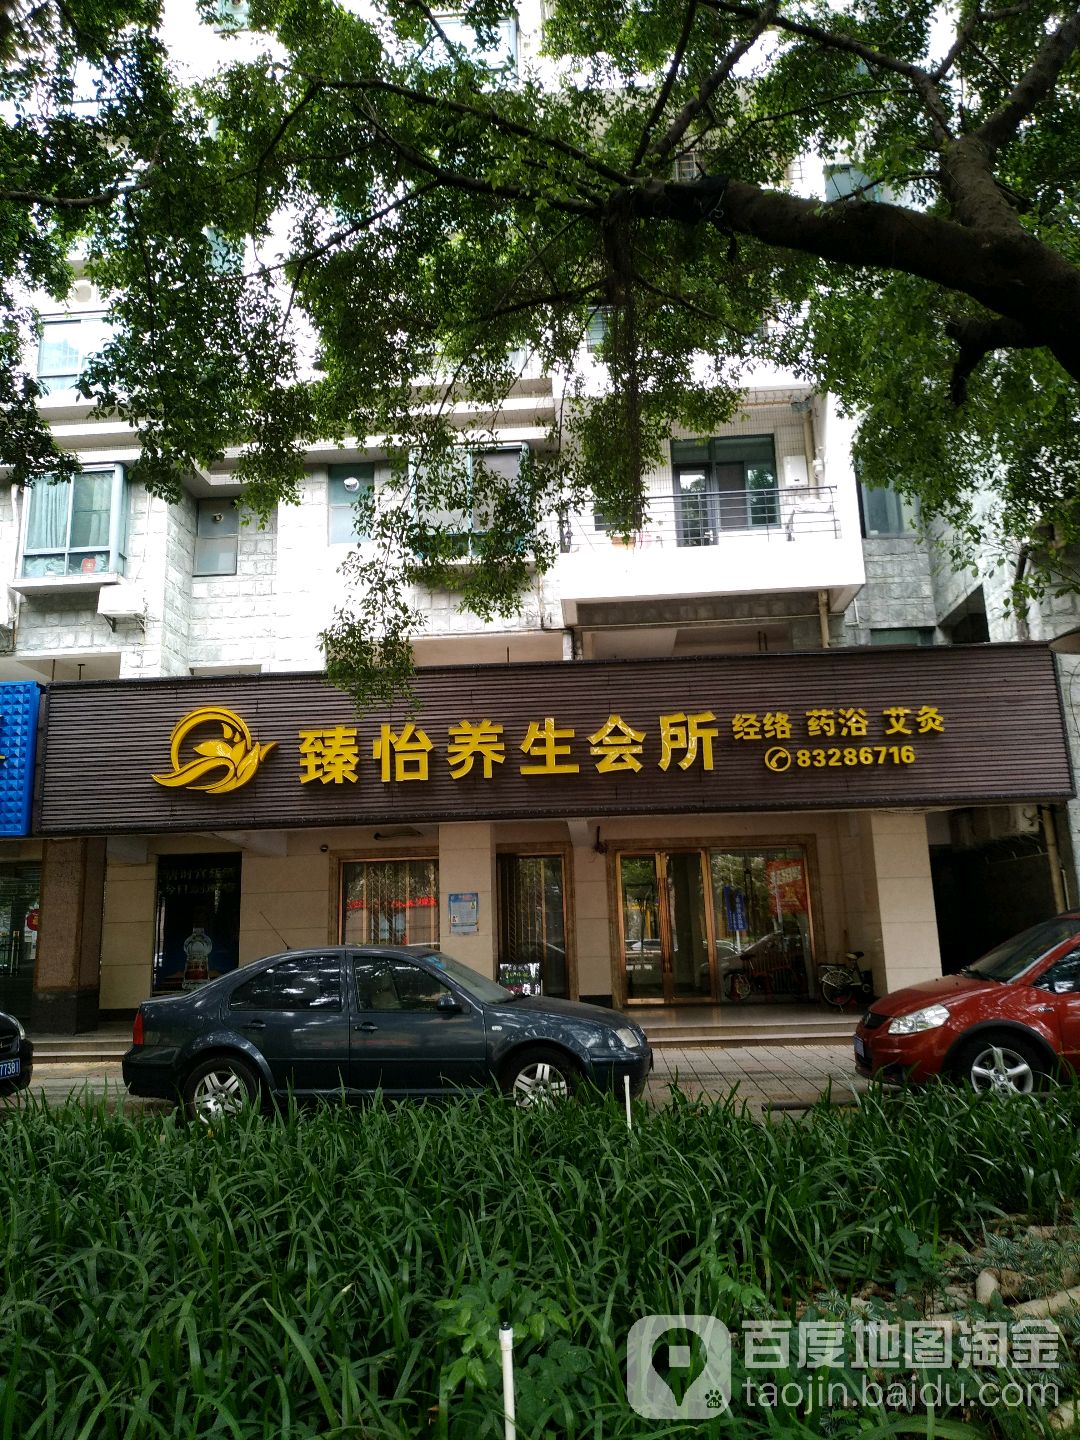 臻怡养生会所
经络 药浴 艾灸
83286716
77381
百度地图淘金
taojin.baidu.com